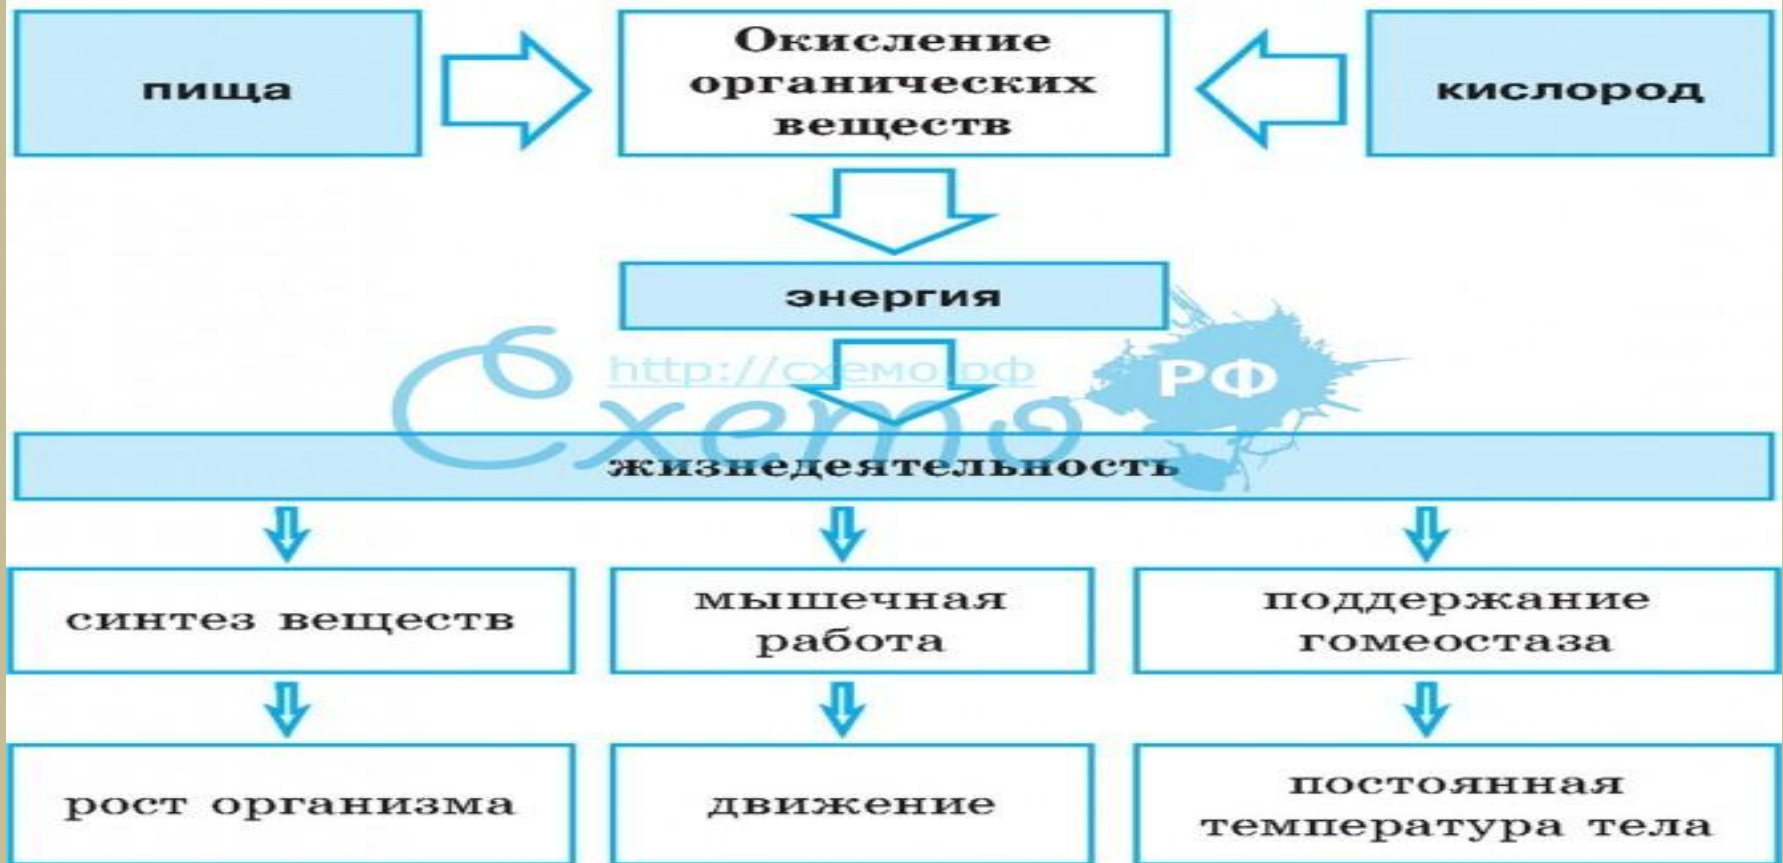 пища
Окисление
органических
веществ
кислород
энергия
http://схемо.рф
Схемо РФ
жизнедеятельность
синтез веществ
мышечная
работа
поддержание
гомеостаза
рост организма
движение
постоянная
температура тела